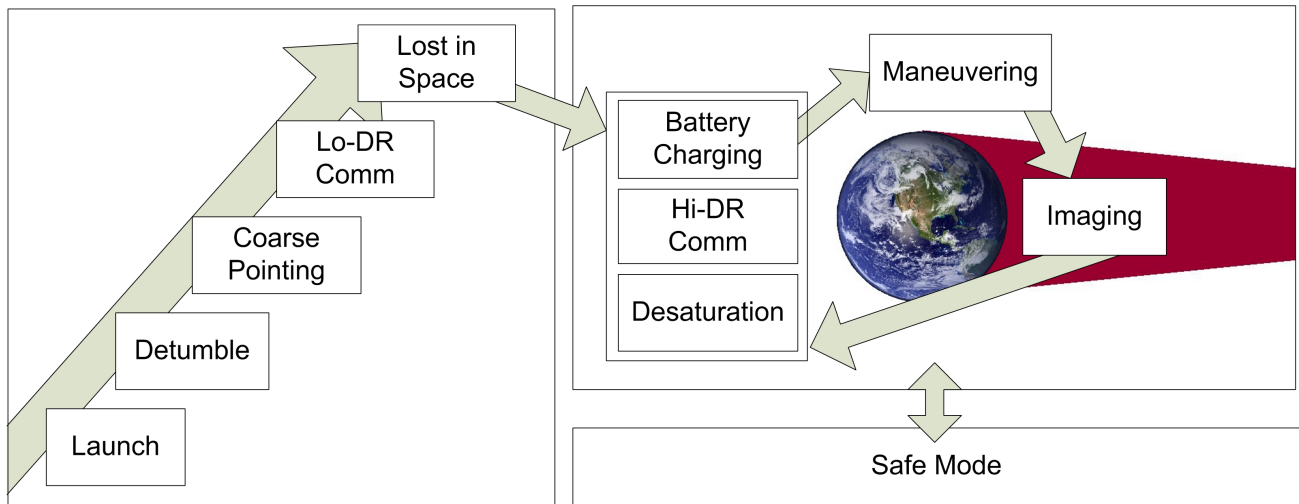 Lost in
Space
Lo-DR
Comm
Coarse
Pointing
Detumble
Launch
Battery
Charging
Hi-DR
Comm
Desaturation
Maneuvering
Imaging
Safe Mode